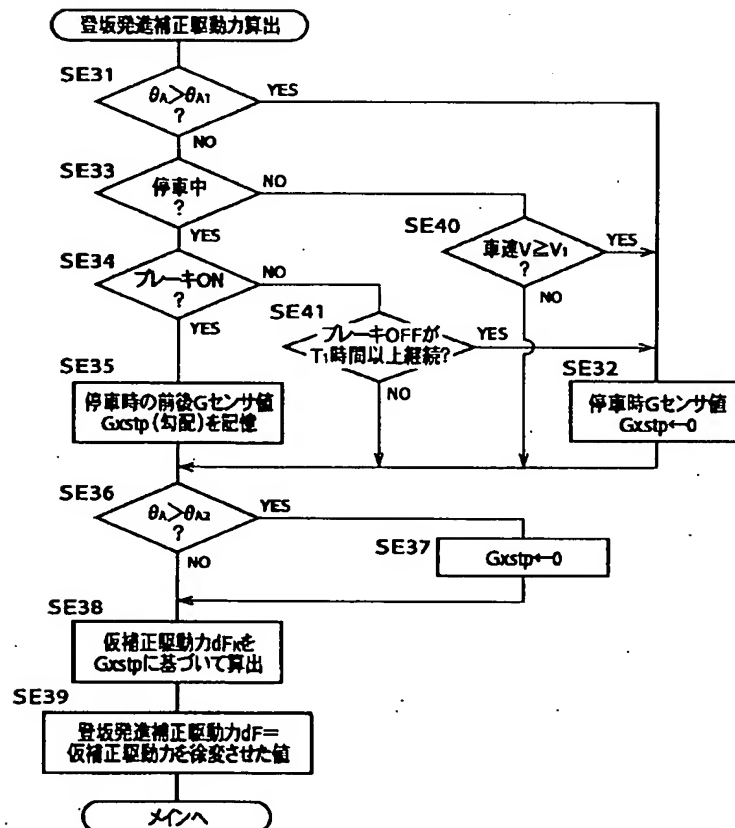 登坂発進補正駆動力算出
SE31
θA>θA1
?
YES
NO
SE33
停車中
?
NO
YES
SE40
車速V≧V1
?
YES
NO
SE34
ブレーキON
?
NO
YES
SE41
ブレーキOFFが
T1時間以上継続?
YES
NO
SE35
停車時の前後Gセンサ値
Gxstp(勾配)を記憶
SE32
停車時Gセンサ値
Gxstp←0
SE36
θA>θA2
?
YES
NO
SE37
Gxstp←0
SE38
仮補正駆動力dFKを
Gxstpに基づいて算出
SE39
登坂発進補正駆動力dF=
仮補正駆動力を徐変させた値
メインへ